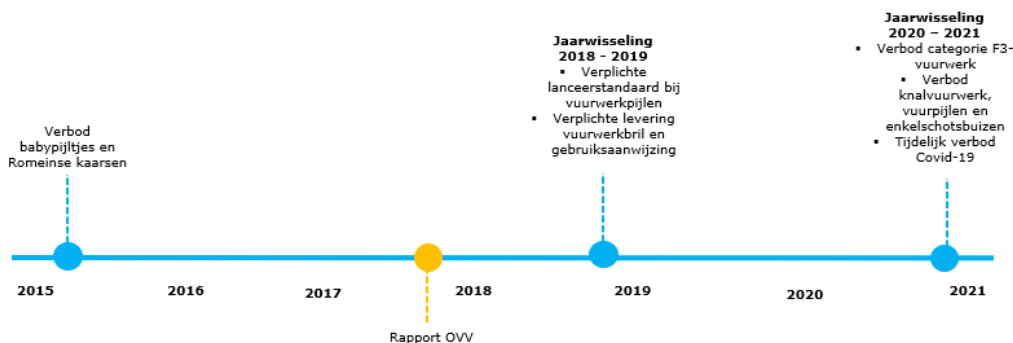 Verbod
babypijltjes en
Romeinse kaarsen
Jaarwisseling
2018 - 2019
▪ Verplichte
lanceerstandaard bij
vuurwerkpijlen
▪ Verplichte levering
vuurwerkbril en
gebruiksaanwijzing
Jaarwisseling
2020 – 2021
▪ Verbod categorie F3-
vuurwerk
▪ Verbod
knalvuurwerk,
vuurpijlen en
enkelschotsbuizen
▪ Tijdelijk verbod
Covid-19
2015
2016
2017
2018
2019
2020
2021
Rapport OVV